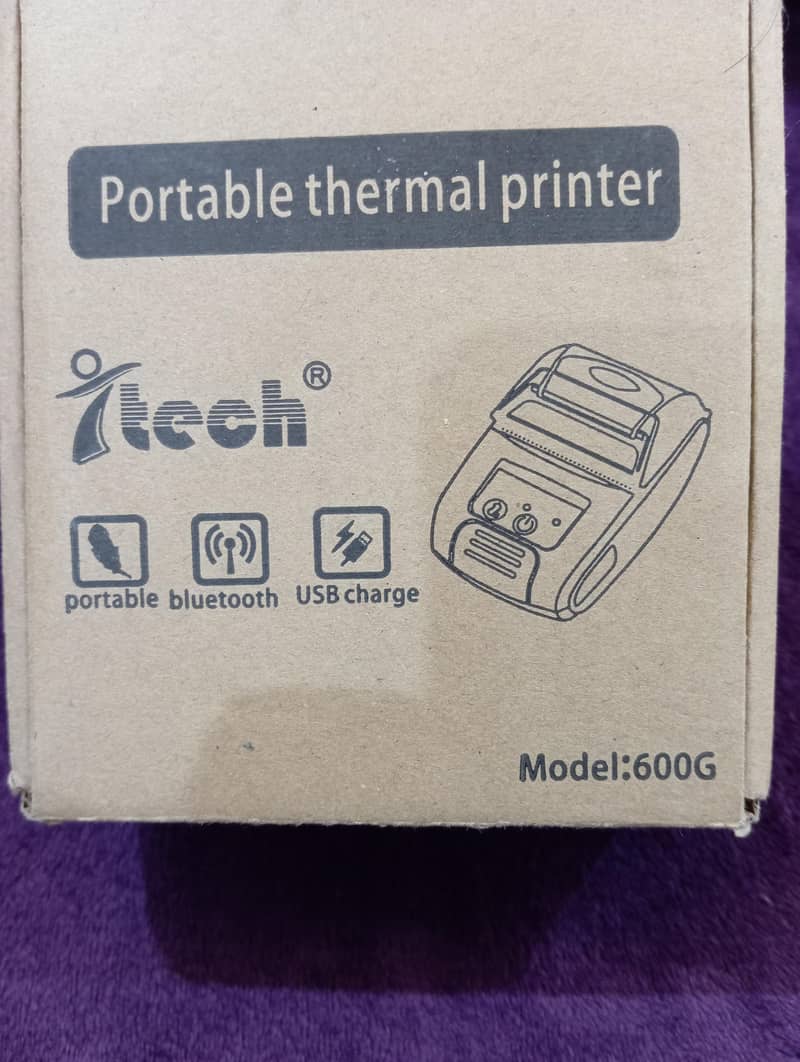 Portable thermal printer
itech®
portable bluetooth USB charge
Model:600G